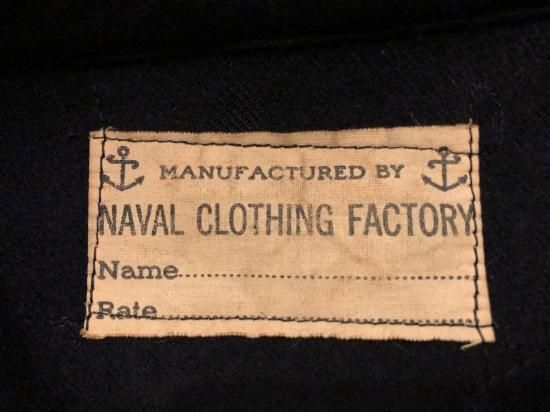 MANUFACTURED BY
NAVAL CLOTHING FACTORY
Name...............................................
Rate...................................................